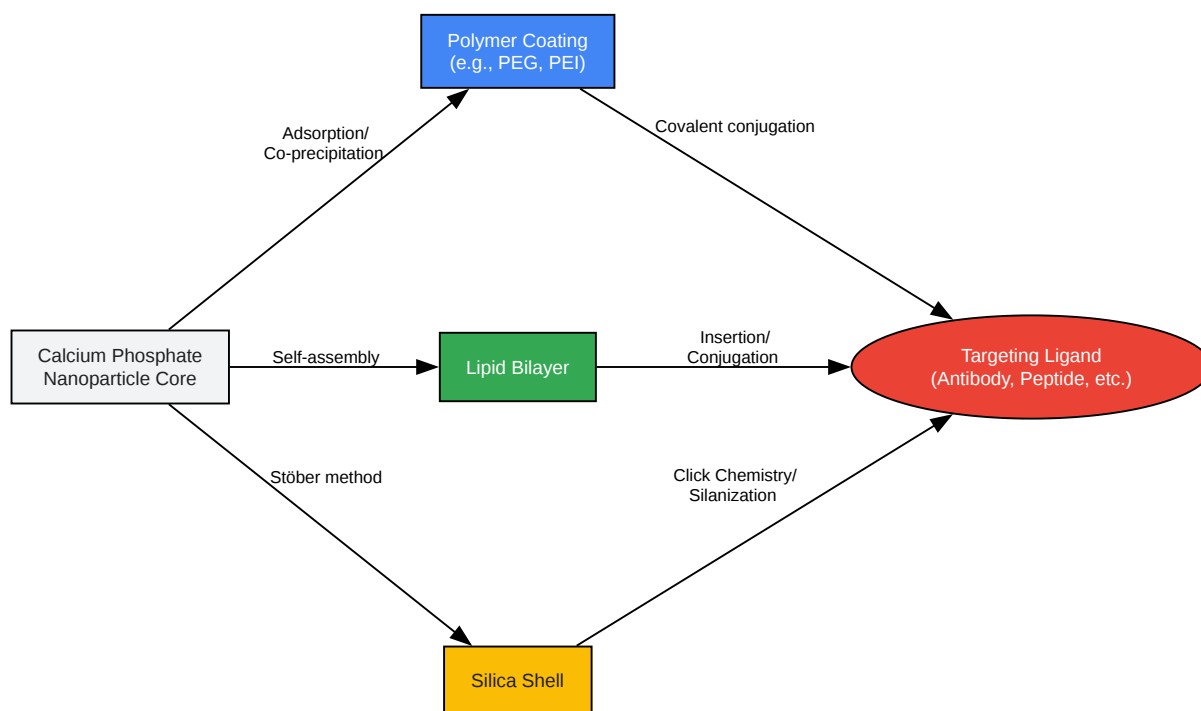 Polymer Coating
(e.g., PEG, PEI)
Adsorption/
Co-precipitation
Covalent conjugation
Calcium Phosphate
Nanoparticle Core
Self-assembly
Lipid Bilayer
Insertion/
Conjugation
Targeting Ligand
(Antibody, Peptide, etc.)
Stöber method
Click Chemistry/
Silanization
Silica Shell